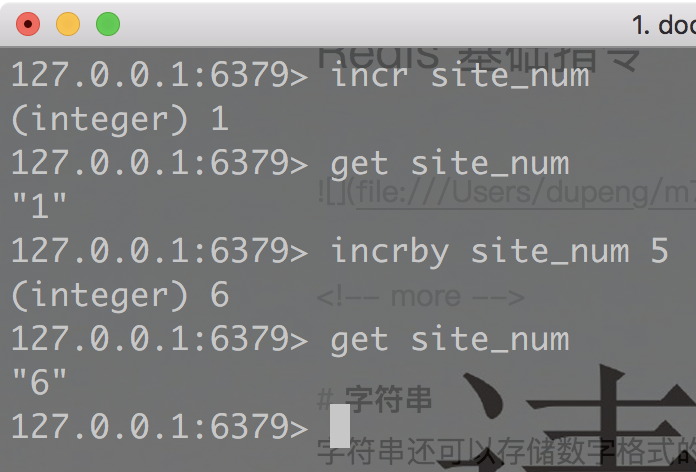 1. doc
Redis 基础指令
127.0.0.1:6379> incr site_num
(integer) 1
127.0.0.1:6379> get site_num
![](file:///Users/dupeng/m7
"1"
127.0.0.1:6379> incrby site_num 5
(integer) 6
<!-- more -->
127.0.0.1:6379> get site_num
"6"
# 字符串
127.0.0.1:6379>
字符串还可以存储数字格式的